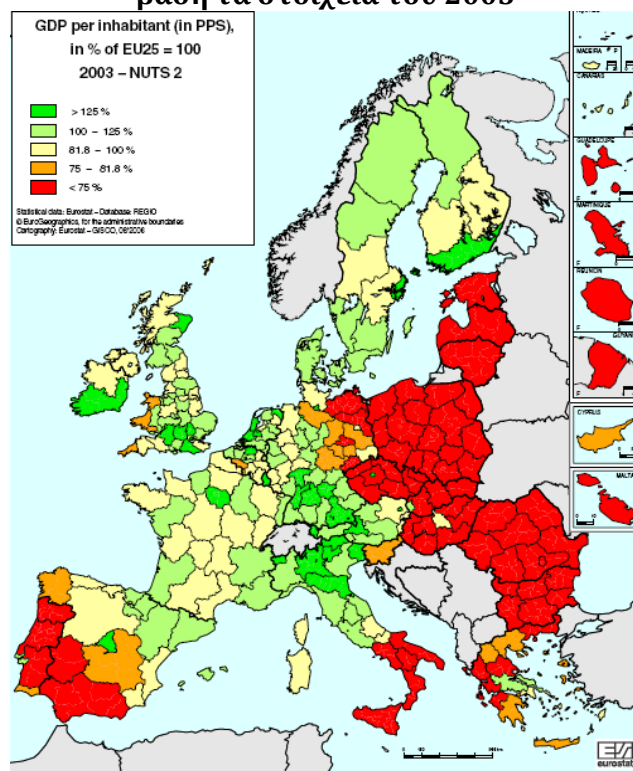 βάση τα στοιχεία του 2003
GDP per inhabitant (in PPS),
in % of EU25 = 100
2003 – NUTS 2
> 125 %
100 – 125 %
81.8 – 100 %
75 – 81.8 %
< 75 %
Statistical data: Eurostat – Database: REGIO
© EuroGeographics, for the administrative boundaries
Cartography: Eurostat – GISCO, 06/2006
MADEIRA P
CANARIAS
GUADELOUPE
MARTINIQUE
F
REUNION
F
GUYANE
F
CYPRUS
MALTA
eurostat